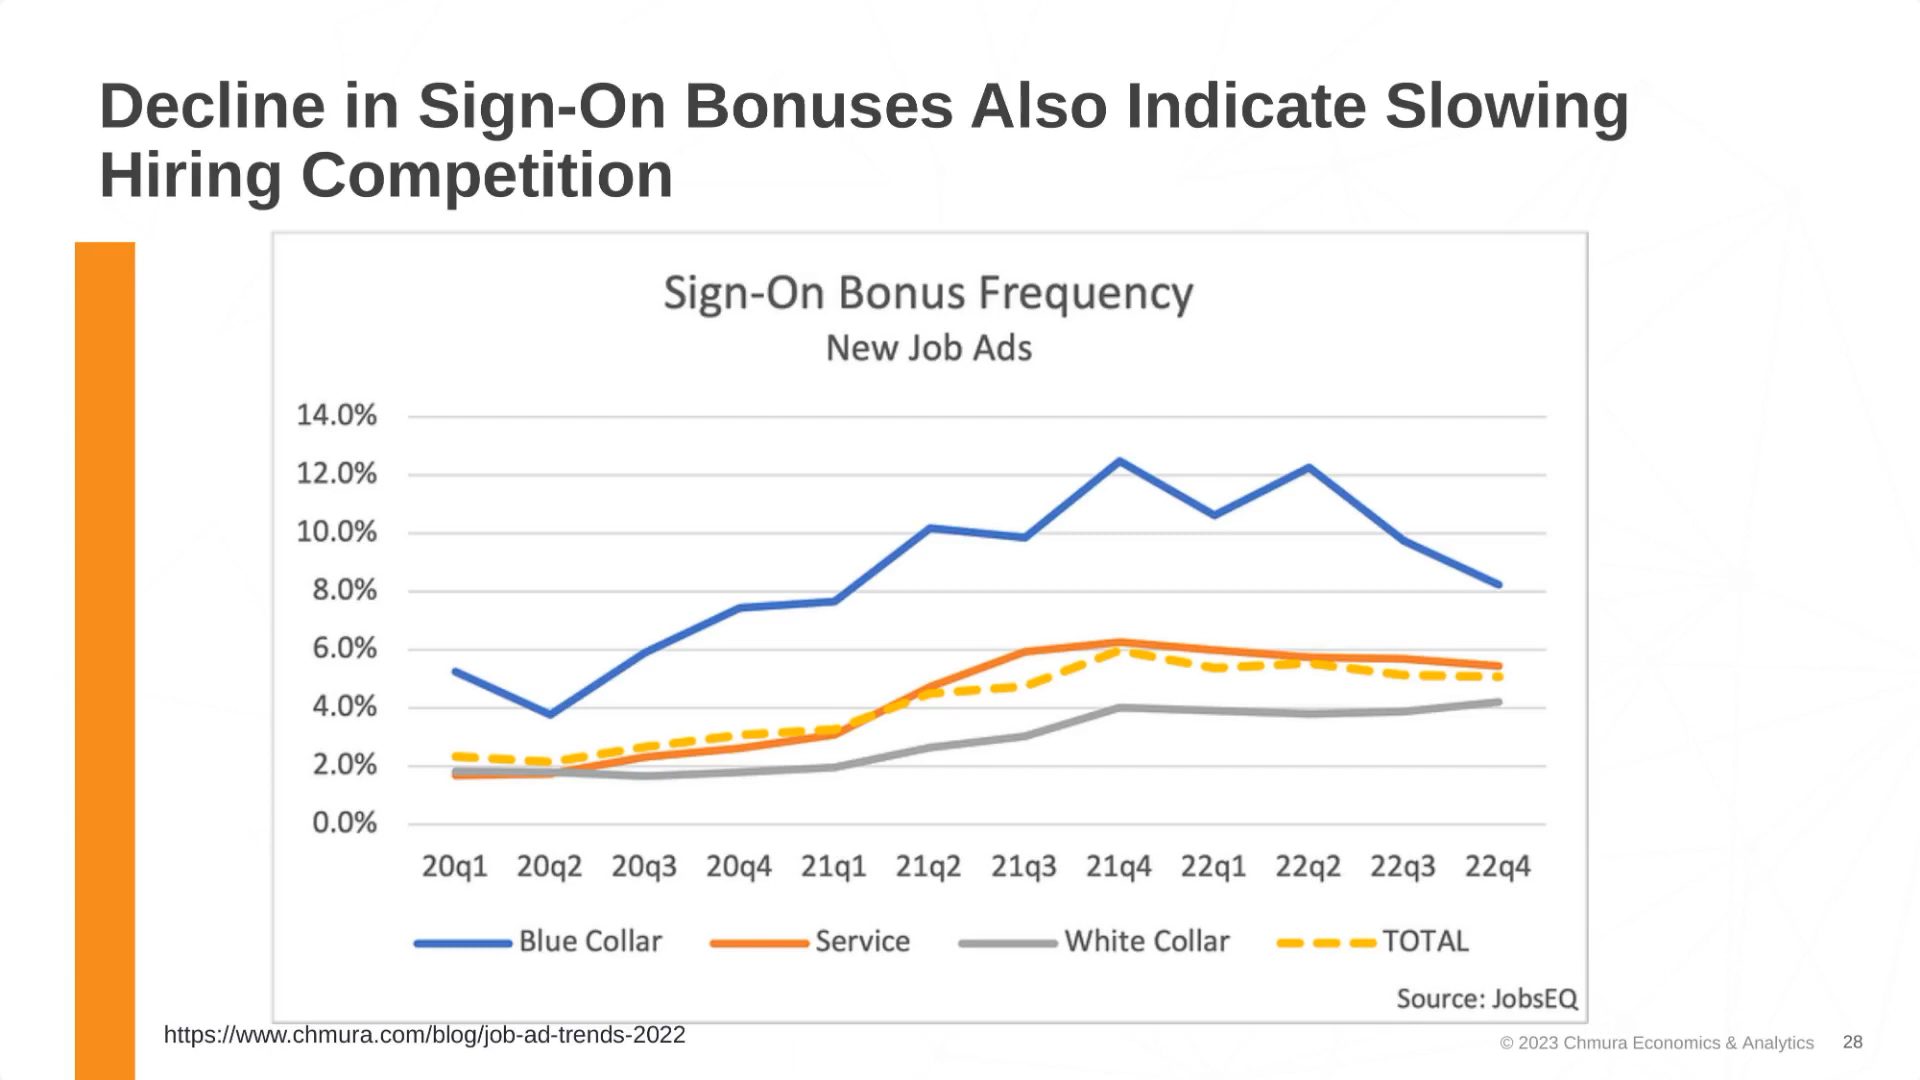 Decline in Sign-On Bonuses Also Indicate Slowing
Hiring Competition
Sign-On Bonus Frequency
New Job Ads
14.0%
12.0%
10.0%
8.0%
6.0%
4.0%
2.0%
0.0%
20q1 20q2 20q3 20q4 21q1 21q2 21q3 21q4 22q1 22q2 22q3 22q4
Blue Collar Service White Collar TOTAL
Source: JobsEQ
https://www.chmura.com/blog/job-ad-trends-2022
© 2023 Chmura Economics & Analytics 28